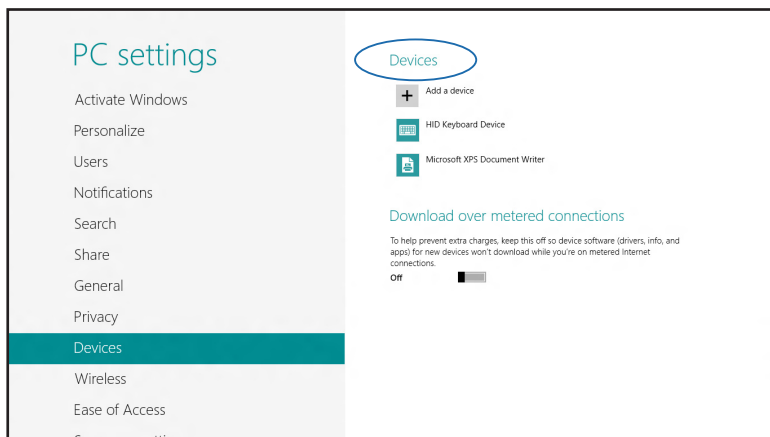 PC settings
Activate Windows
Personalize
Users
Notifications
Search
Share
General
Privacy
Devices
Wireless
Ease of Access
Devices
Add a device
HID Keyboard Device
Microsoft XPS Document Writer
Download over metered connections
To help prevent extra charges, keep this off so device software (drivers, info, and
apps) for new devices won't download while you're on metered Internet
connections.
Off